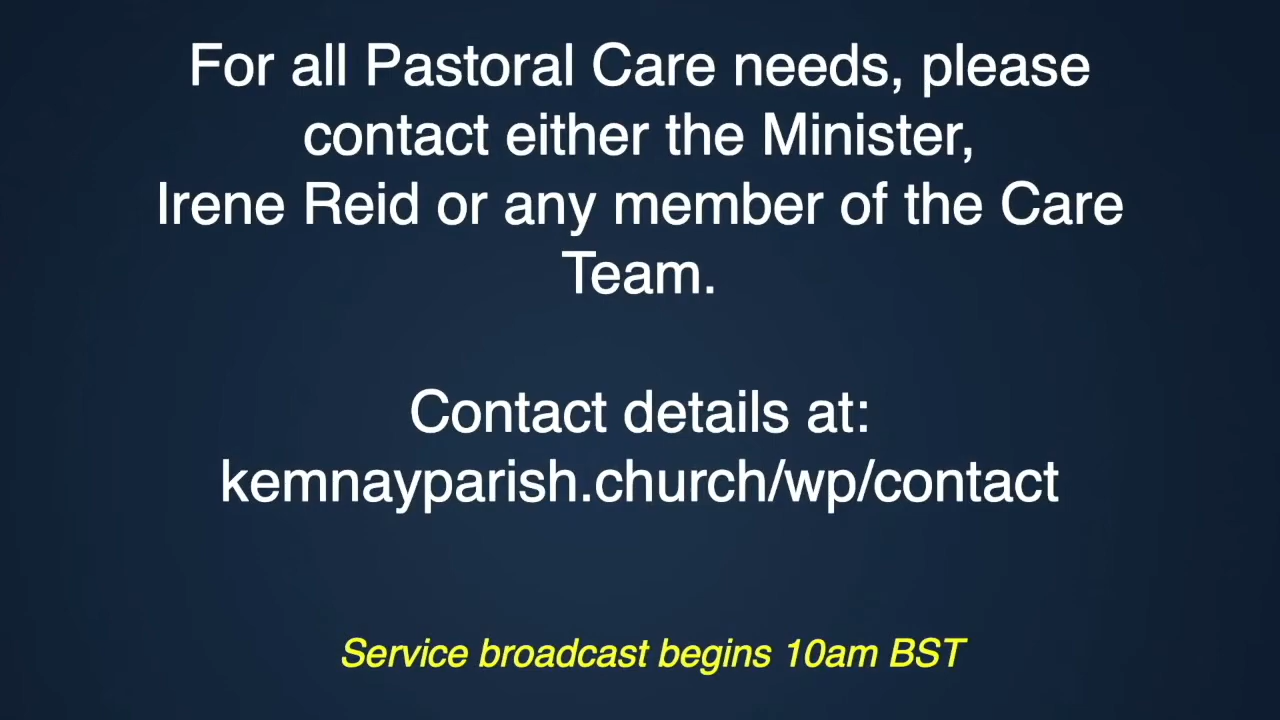 For all Pastoral Care needs, please
contact either the Minister,
Irene Reid or any member of the Care
Team.
Contact details at:
kemnayparish.church/wp/contact
Service broadcast begins 10am BST